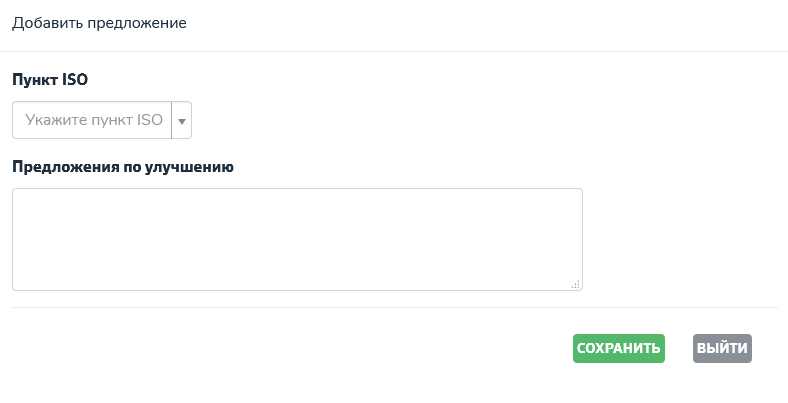 Добавить предложение
Пункт ISO
Укажите пункт ISO
Предложения по улучшению
СОХРАНИТЬ ВЫЙТИ